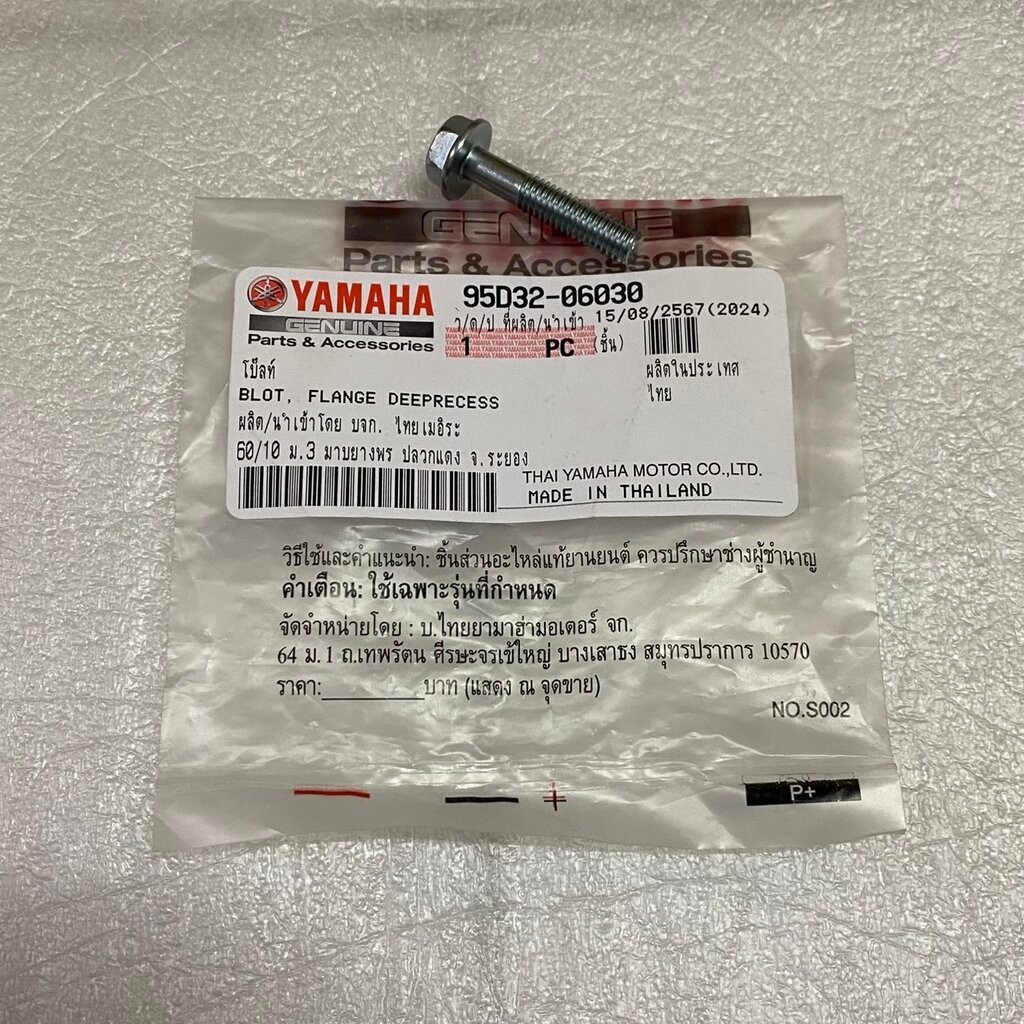 GENUINE
Parts & Accessories
YAMAHA 95D32-06030
GENUINE ว/ด/ป ที่ผลิต/นำเข้า 15/08/2567(2024)
Parts & Accessories 1 PC (ชิ้น)
โบ๊ลท์ ผลิตในประเทศ
BLOT, FLANGE DEEPRECESS ไทย
ผลิต/นำเข้าโดย บจก. ไทยเมอิระ
60/10 ม.3 มาบยางพร ปลวกแดง จ.ระยอง
THAI YAMAHA MOTOR CO.,LTD.
MADE IN THAILAND
วิธีใช้และคำแนะนำ: ชิ้นส่วนอะไหล่แท้ยานยนต์ ควรปรึกษาช่างผู้ชำนาญ
คำเตือน: ใช้เฉพาะรุ่นที่กำหนด
จัดจำหน่ายโดย : บ.ไทยยามาฮ่ามอเตอร์ จก.
64 ม.1 ถ.เทพรัตน ศีรษะจรเข้ใหญ่ บางเสาธง สมุทรปราการ 10570
ราคา:__________บาท (แสดง ณ จุดขาย)
NO.S002
P+